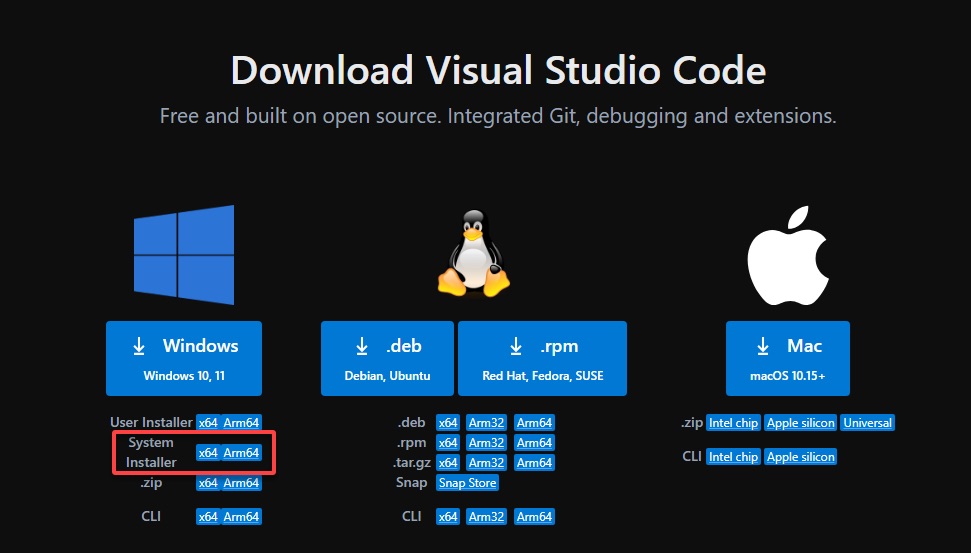 Download Visual Studio Code
Free and built on open source. Integrated Git, debugging and extensions.
Windows
Windows 10, 11
User Installer x64 Arm64
System
Installer x64 Arm64
.zip x64 Arm64
CLI x64 Arm64
.deb
Debian, Ubuntu
.rpm
Red Hat, Fedora, SUSE
.deb x64 Arm32 Arm64
.rpm x64 Arm32 Arm64
.tar.gz x64 Arm32 Arm64
Snap Snap Store
CLI x64 Arm32 Arm64
Mac
macOS 10.15+
.zip Intel chip Apple silicon Universal
CLI Intel chip Apple silicon